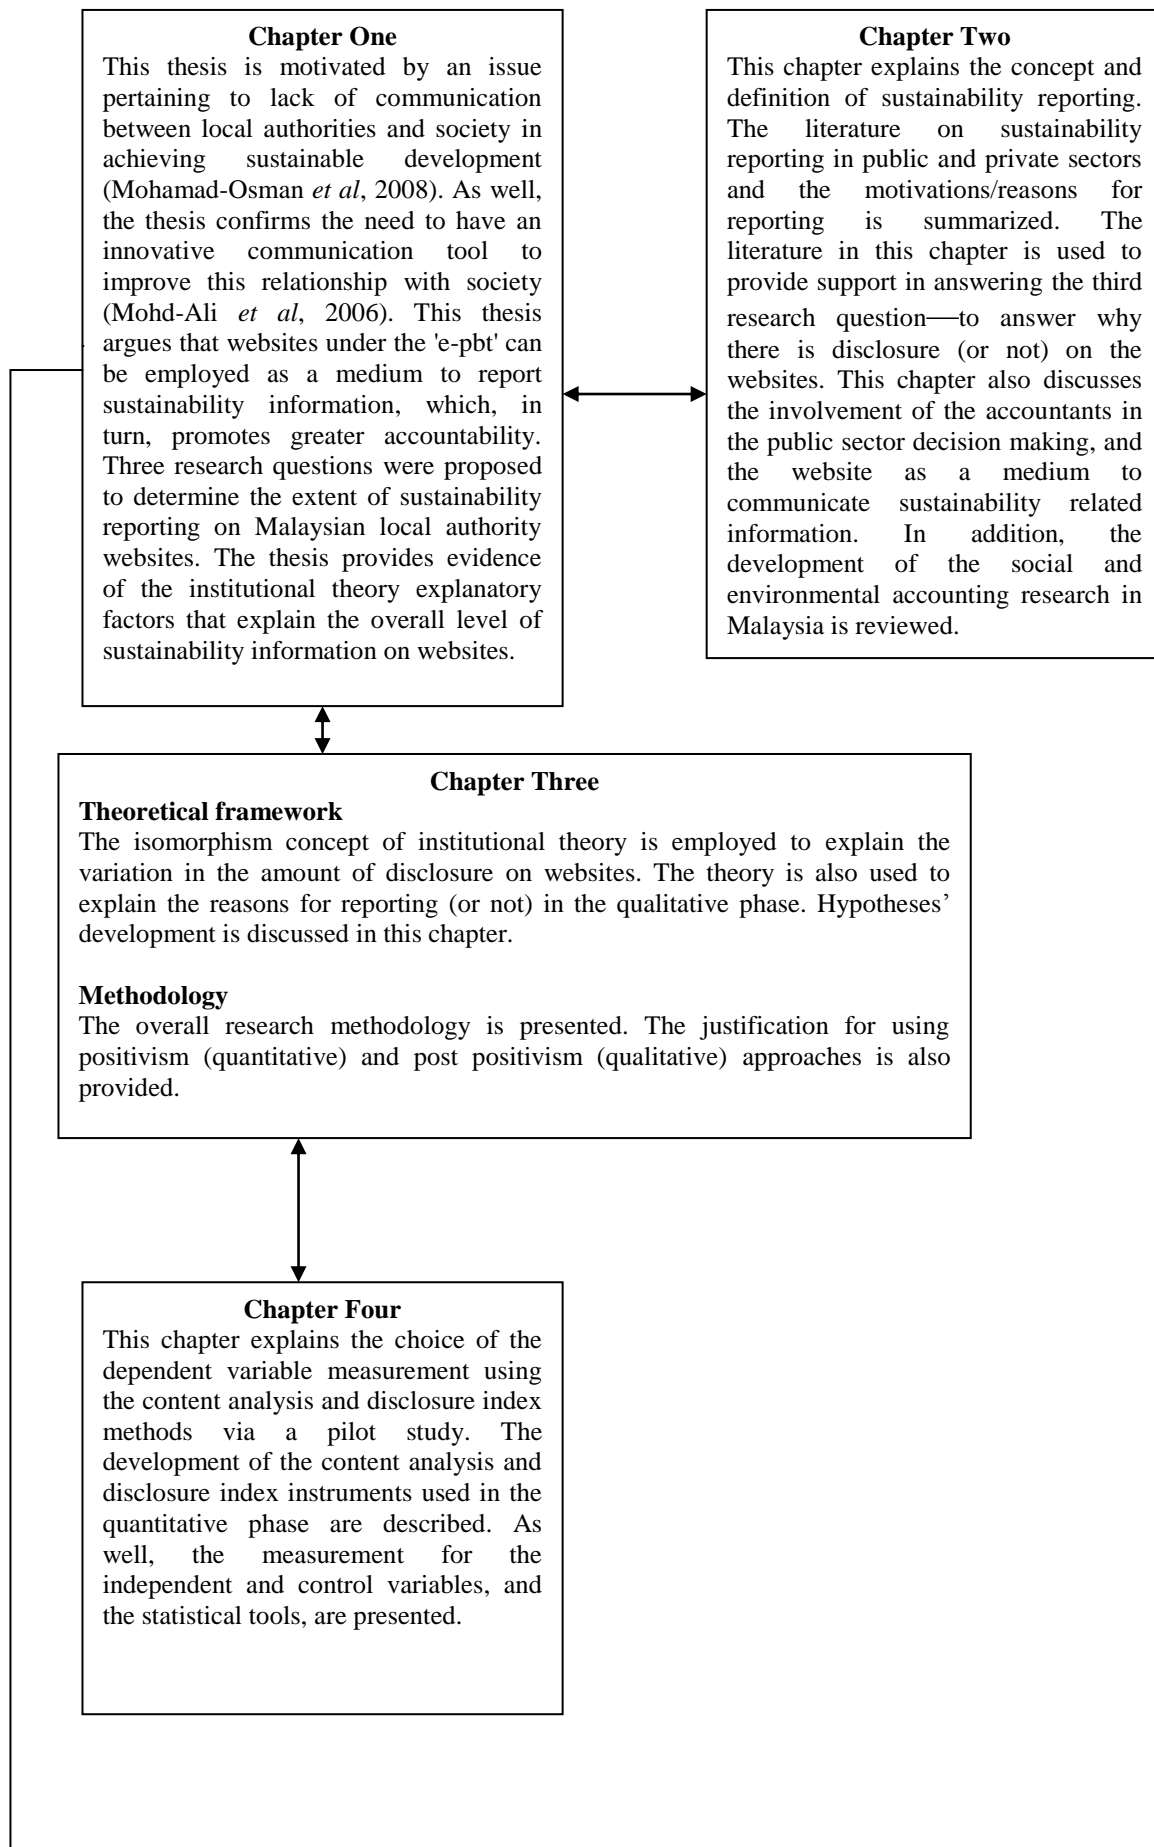 Chapter One
This thesis is motivated by an issue
pertaining to lack of communication
between local authorities and society in
achieving sustainable development
(Mohamad-Osman et al, 2008). As well,
the thesis confirms the need to have an
innovative communication tool to
improve this relationship with society
(Mohd-Ali et al, 2006). This thesis
argues that websites under the 'e-pbt' can
be employed as a medium to report
sustainability information, which, in
turn, promotes greater accountability.
Three research questions were proposed
to determine the extent of sustainability
reporting on Malaysian local authority
websites. The thesis provides evidence
of the institutional theory explanatory
factors that explain the overall level of
sustainability information on websites.
Chapter Two
This chapter explains the concept and
definition of sustainability reporting.
The literature on sustainability
reporting in public and private sectors
and the motivations/reasons for
reporting is summarized. The
literature in this chapter is used to
provide support in answering the third
research question—to answer why
there is disclosure (or not) on the
websites. This chapter also discusses
the involvement of the accountants in
the public sector decision making, and
the website as a medium to
communicate sustainability related
information. In addition, the
development of the social and
environmental accounting research in
Malaysia is reviewed.
Chapter Three
Theoretical framework
The isomorphism concept of institutional theory is employed to explain the
variation in the amount of disclosure on websites. The theory is also used to
explain the reasons for reporting (or not) in the qualitative phase. Hypotheses’
development is discussed in this chapter.
Methodology
The overall research methodology is presented. The justification for using
positivism (quantitative) and post positivism (qualitative) approaches is also
provided.
Chapter Four
This chapter explains the choice of the
dependent variable measurement using
the content analysis and disclosure index
methods via a pilot study. The
development of the content analysis and
disclosure index instruments used in the
quantitative phase are described. As
well, the measurement for the
independent and control variables, and
the statistical tools, are presented.